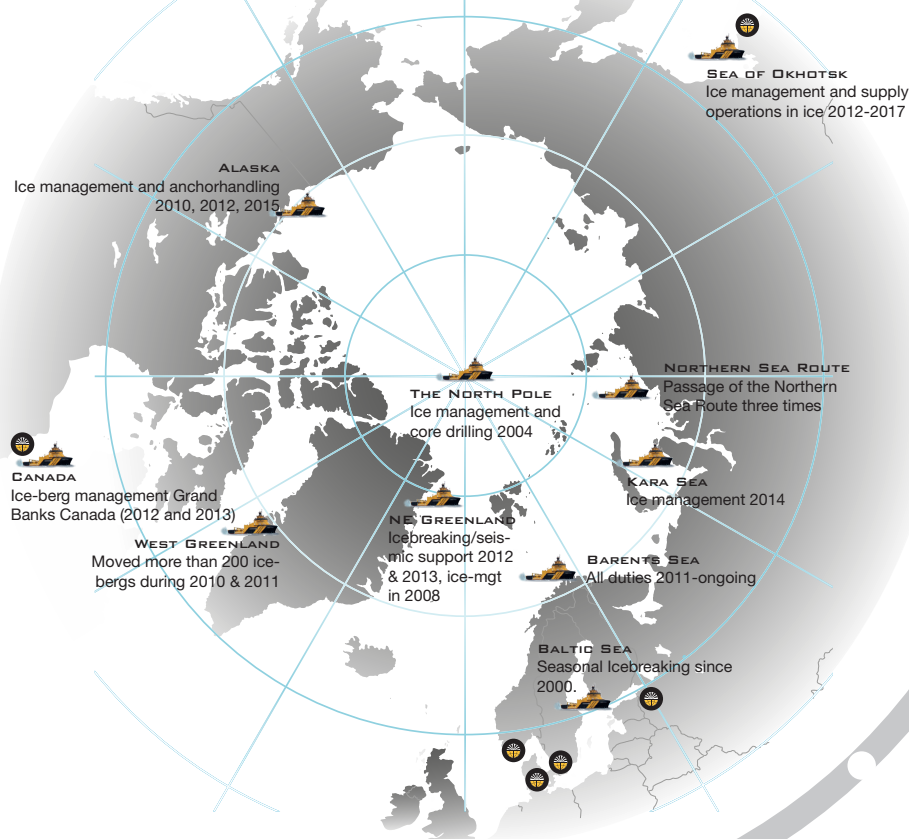 Sea of Okhotsk
Ice management and supply
operations in ice 2012-2017
Alaska
Ice management and anchorhandling
2010, 2012, 2015
Northern Sea Route
Passage of the Northern
Sea Route three times
The North Pole
Ice management and
core drilling 2004
Canada
Ice-berg management Grand
Banks Canada (2012 and 2013)
Kara Sea
Ice management 2014
West Greenland
Moved more than 200 ice-
bergs during 2010 & 2011
NE Greenland
Icebreaking/seis-
mic support 2012
& 2013, ice-mgt
in 2008
Barents Sea
All duties 2011-ongoing
Baltic Sea
Seasonal Icebreaking since
2000.